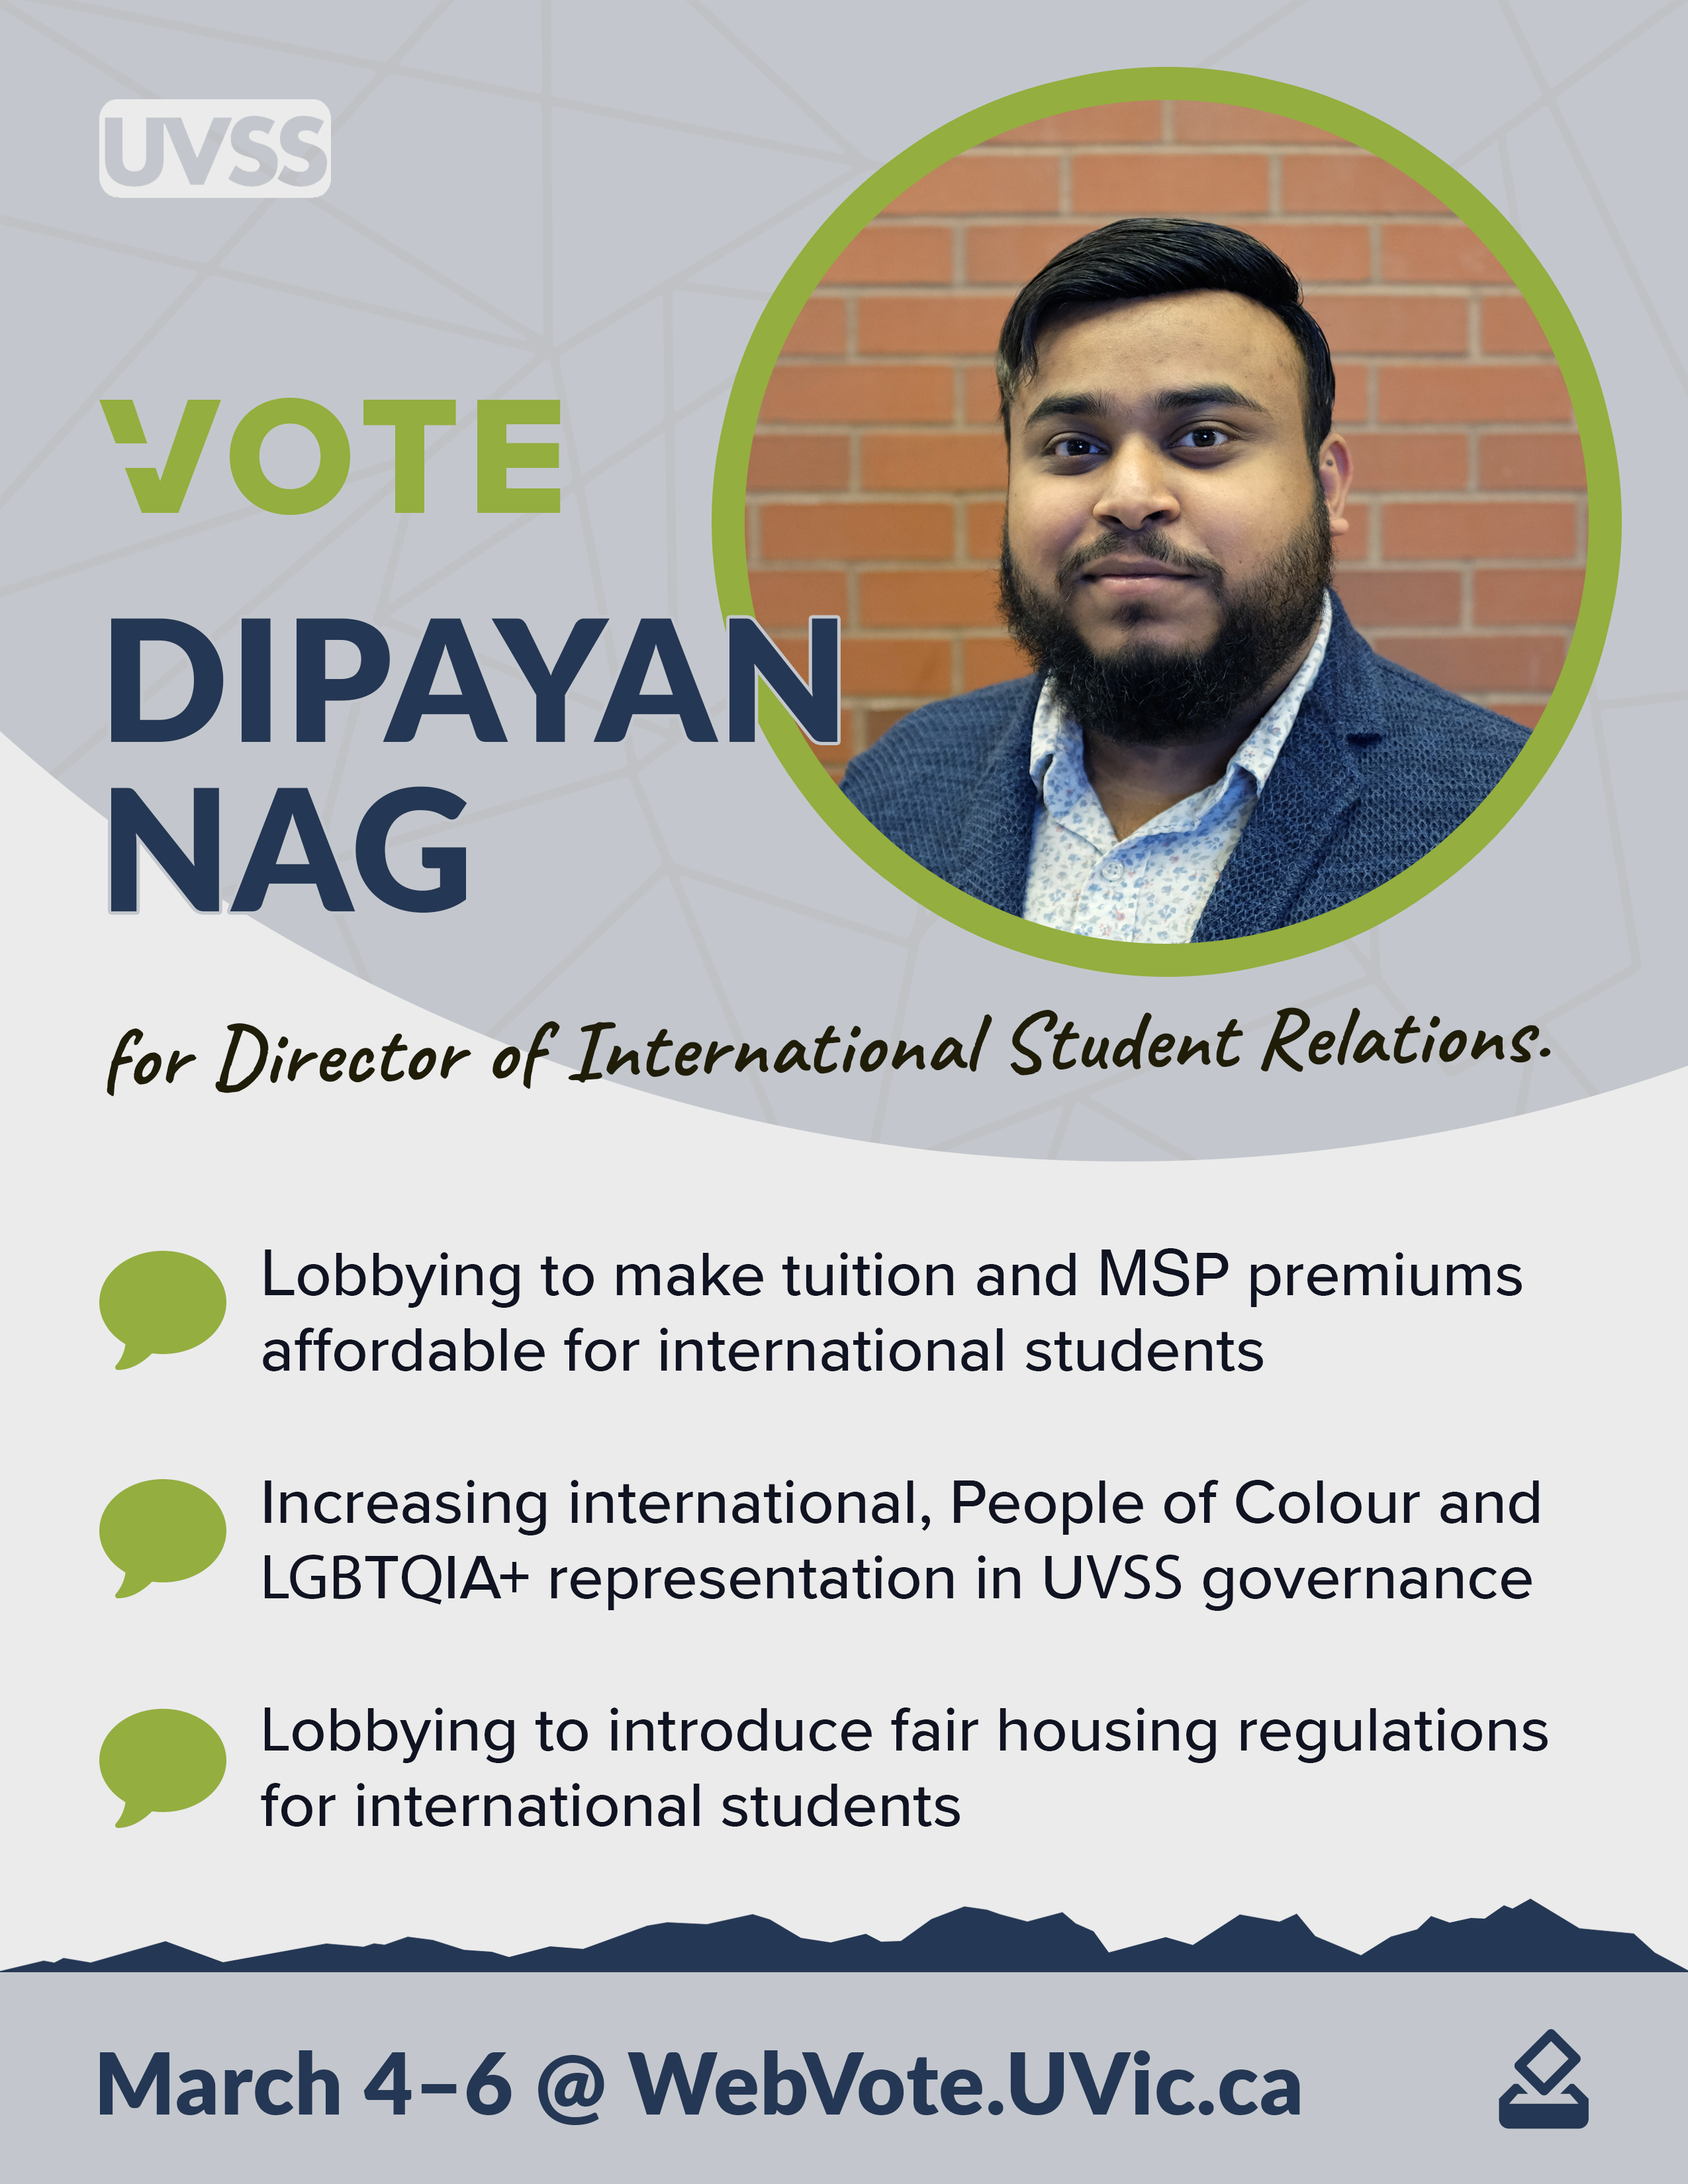 UVSS
VOTE
DIPAYAN
NAG
for Director of International Student Relations.
Lobbying to make tuition and MSP premiums
affordable for international students
Increasing international, People of Colour and
LGBTQIA+ representation in UVSS governance
Lobbying to introduce fair housing regulations
for international students
March 4–6 @ WebVote.UVic.ca